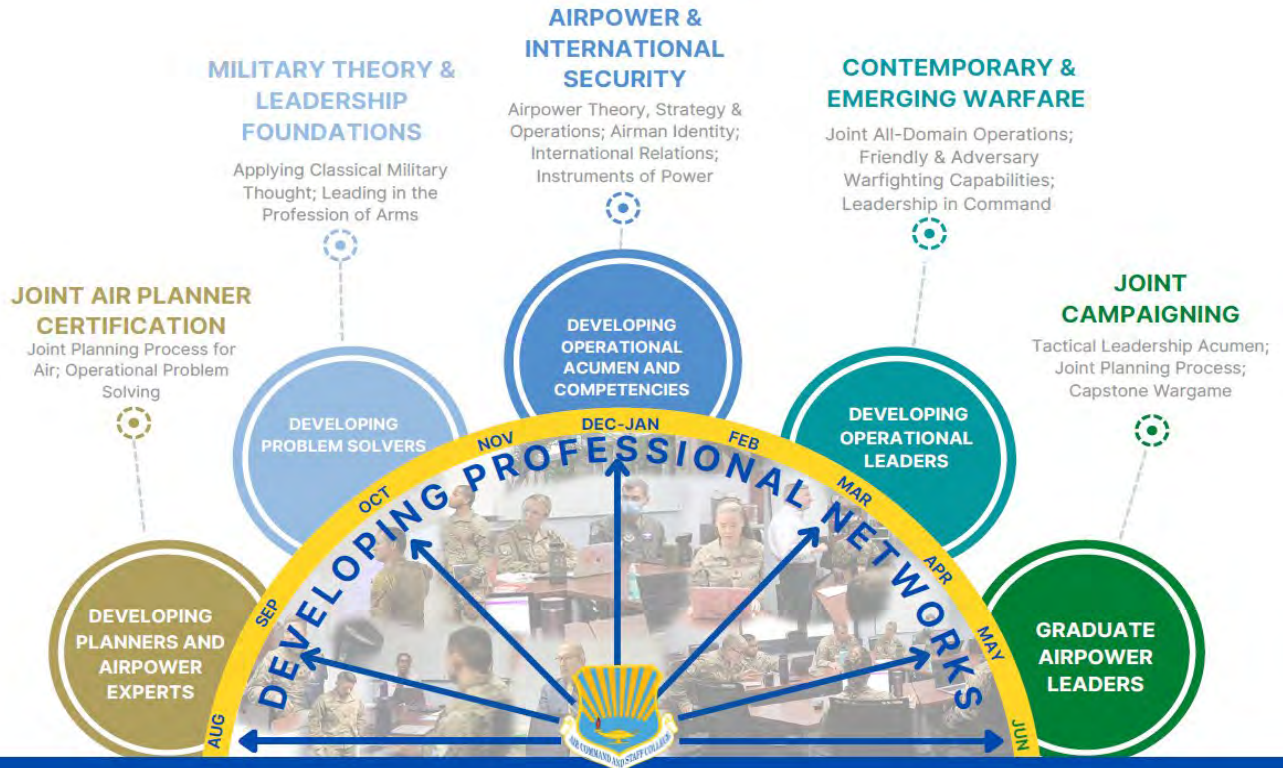 AIRPOWER &
INTERNATIONAL
SECURITY
Airpower Theory, Strategy &
Operations; Airman Identity;
International Relations;
Instruments of Power
MILITARY THEORY &
LEADERSHIP
FOUNDATIONS
Applying Classical Military
Thought; Leading in the
Profession of Arms
CONTEMPORARY &
EMERGING WARFARE
Joint All-Domain Operations;
Friendly & Adversary
Warfighting Capabilities;
Leadership in Command
JOINT AIR PLANNER
CERTIFICATION
Joint Planning Process for
Air; Operational Problem
Solving
JOINT
CAMPAIGNING
Tactical Leadership Acumen;
Joint Planning Process;
Capstone Wargame
DEVELOPING
PLANNERS AND
AIRPOWER
EXPERTS
DEVELOPING
PROBLEM SOLVERS
DEVELOPING
OPERATIONAL
ACUMEN AND
COMPETENCIES
DEVELOPING
OPERATIONAL
LEADERS
GRADUATE
AIRPOWER
LEADERS
AUG
SEP
OCT
NOV
DEC-JAN
FEB
MAR
APR
MAY
JUN
DEVELOPING PROFESSIONAL NETWORKS
AIR COMMAND AND STAFF COLLEGE